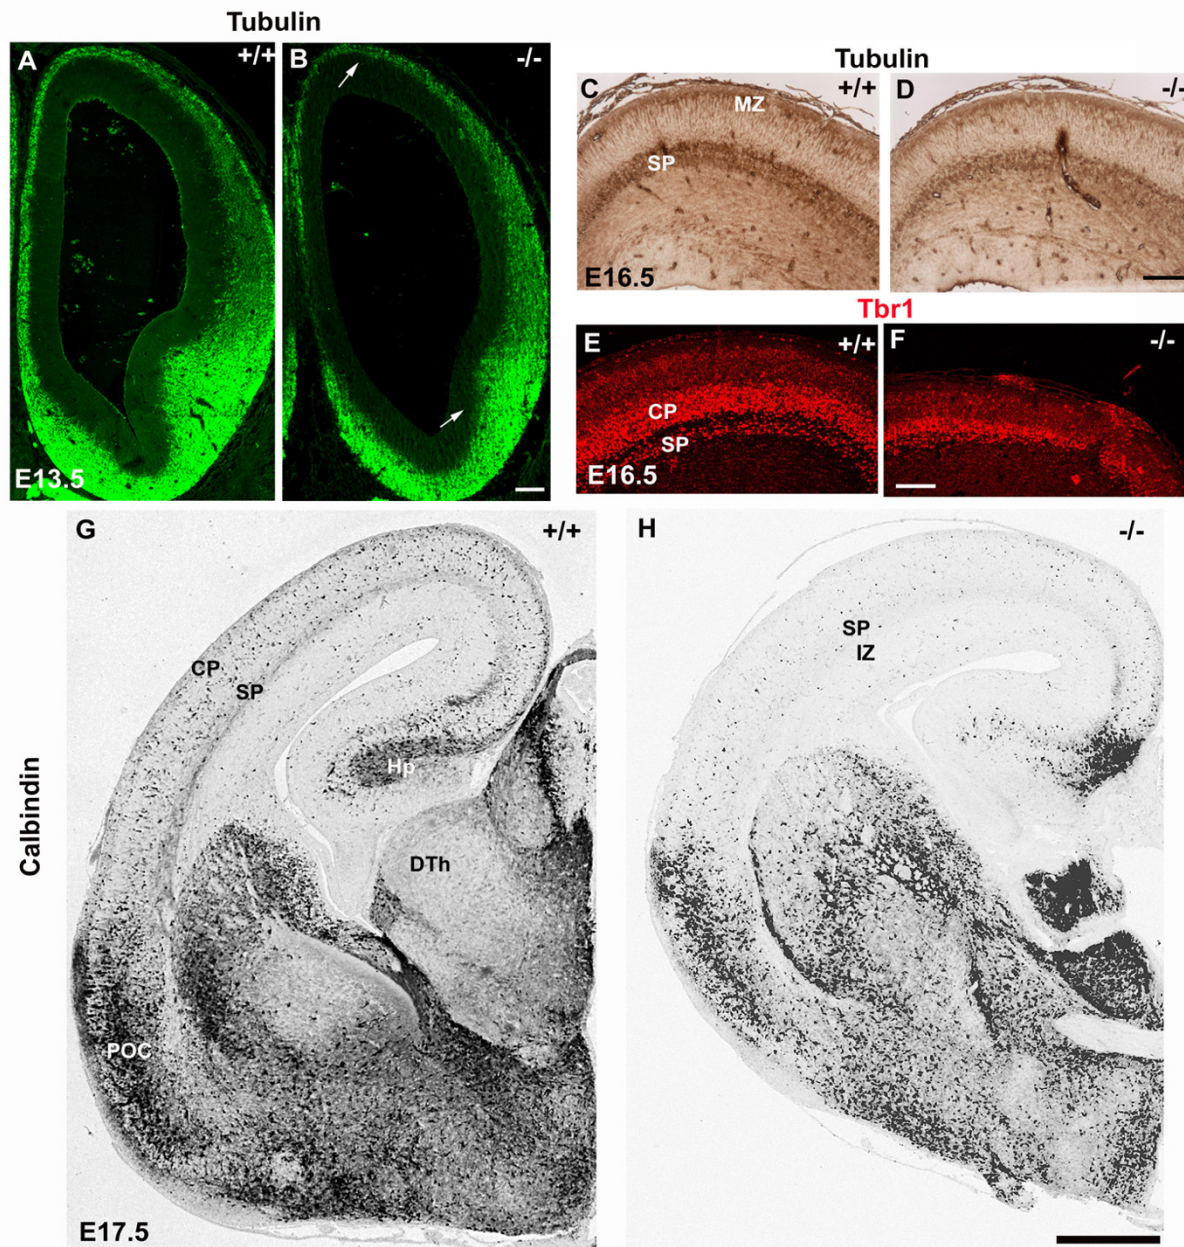 Tubulin
A +/+
B -/-
E13.5
Tubulin
C +/+
MZ
SP
E16.5
D -/-
Tbr1
E +/+
CP
SP
E16.5
F -/-
Calbindin
G +/+
CP
SP
Hp
DTh
POC
E17.5
H -/-
SP
IZ